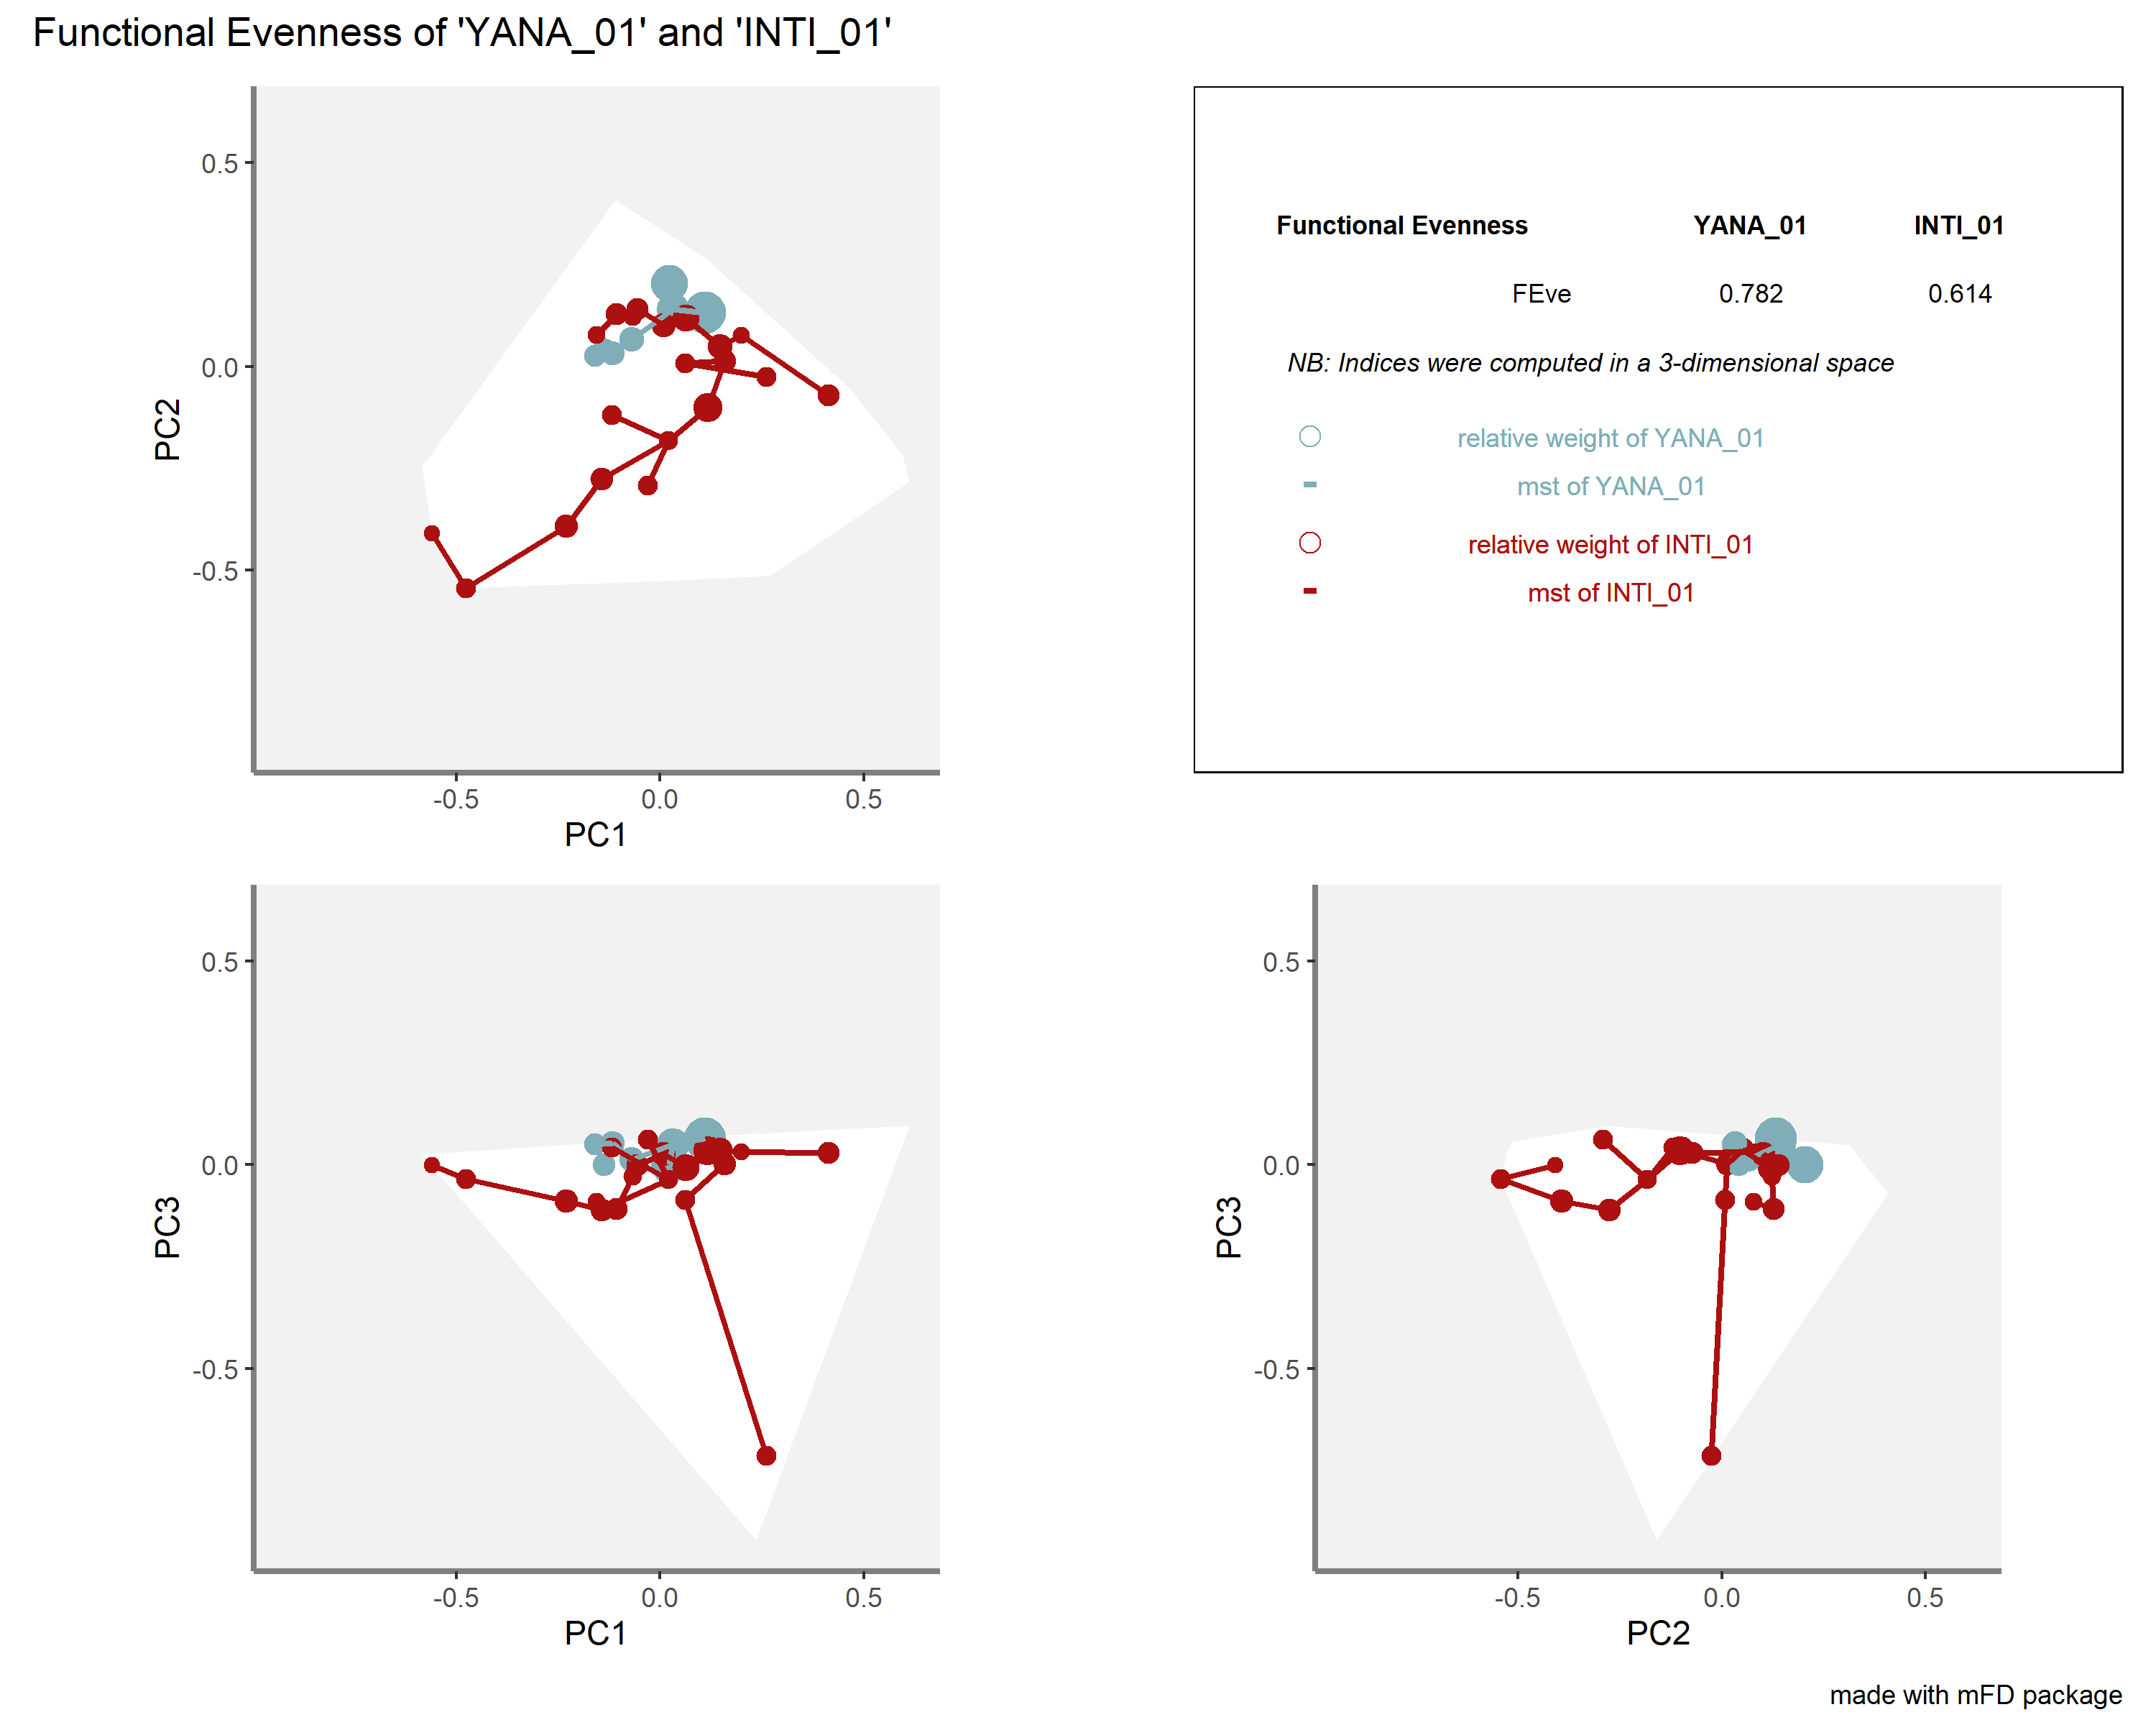 Functional Evenness of 'YANA_01' and 'INTI_01'
0.5
0.0
-0.5
PC2
-0.5 0.0 0.5
PC1
Functional Evenness YANA_01 INTI_01
FEve 0.782 0.614
NB: Indices were computed in a 3-dimensional space
relative weight of YANA_01
mst of YANA_01
relative weight of INTI_01
mst of INTI_01
0.5
0.0
-0.5
PC3
-0.5 0.0 0.5
PC1
0.5
0.0
-0.5
PC3
-0.5 0.0 0.5
PC2
made with mFD package